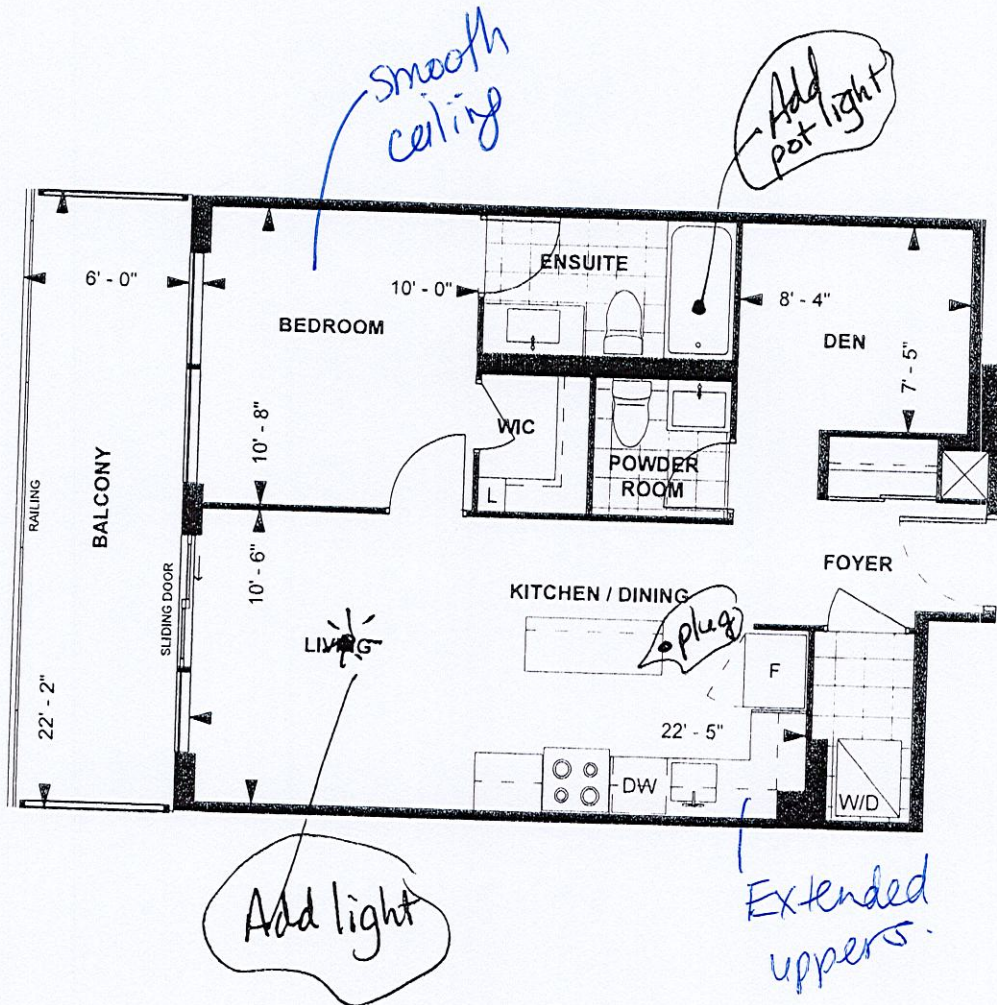 smooth
ceiling
Add
pot light
6' - 0"
10' - 0"
ENSUITE
8' - 4"
BEDROOM
DEN
7' - 5"
10' - 8"
WIC
L
POWDER
ROOM
RAILING
BALCONY
SLIDING DOOR
10' - 6"
FOYER
KITCHEN / DINING
plug
LIVING
F
22' - 2"
22' - 5"
DW
W/D
Add light
Extended
uppers.